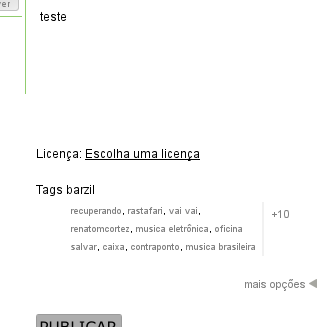 ver
teste
Licença: Escolha uma licença
Tags barzil
recuperando, rastafari, vai vai,
renatomcortez, musica eletrônica, oficina
salvar, caixa, contraponto, musica brasileira
+10
mais opções
PUBLICAR